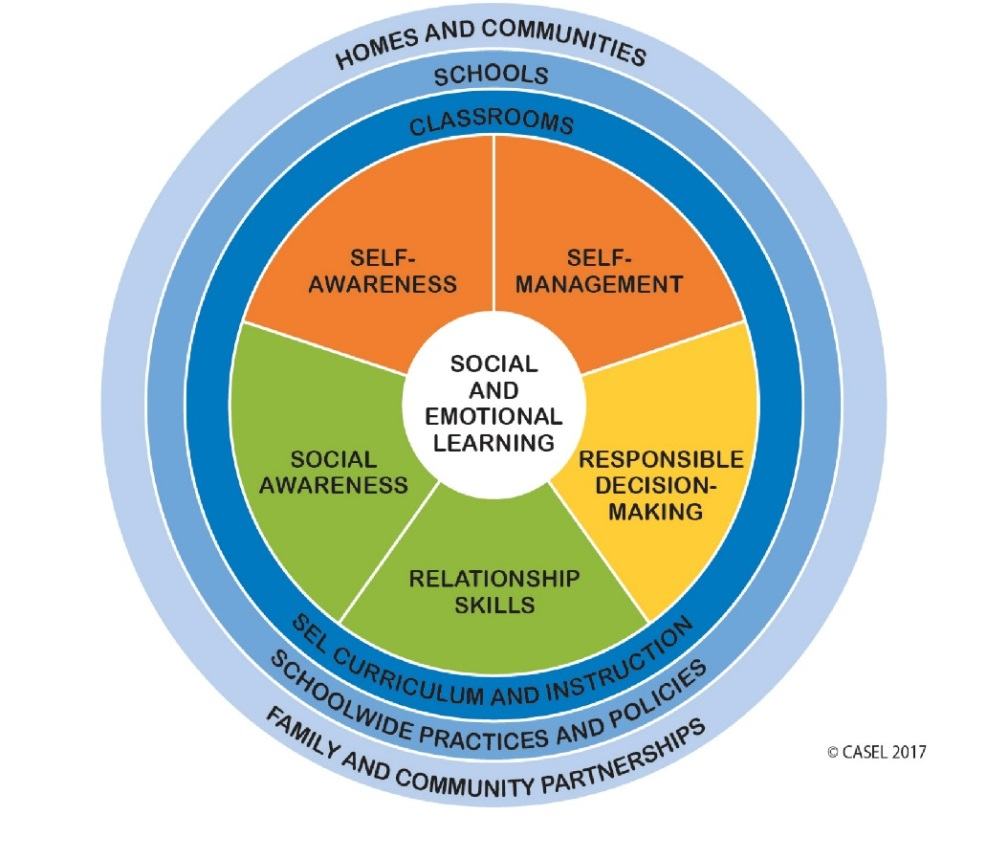 HOMES AND COMMUNITIES
SCHOOLS
CLASSROOMS
SELF-
AWARENESS
SELF-
MANAGEMENT
SOCIAL
AND
EMOTIONAL
LEARNING
SOCIAL
AWARENESS
RESPONSIBLE
DECISION-
MAKING
RELATIONSHIP
SKILLS
SEL CURRICULUM AND INSTRUCTION
SCHOOLWIDE PRACTICES AND POLICIES
FAMILY AND COMMUNITY PARTNERSHIPS
© CASEL 2017